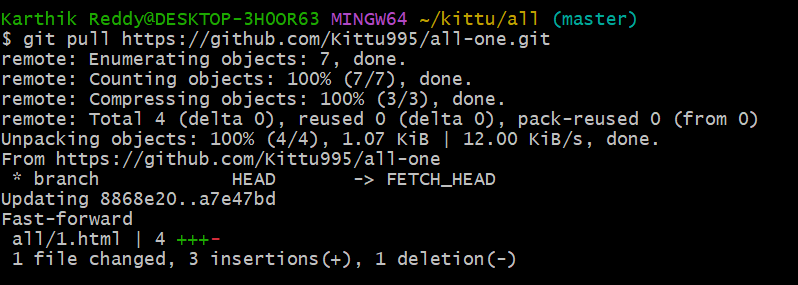 Karthik Reddy@DESKTOP-3HOOR63 MINGW64 ~/kittu/all (master)
$ git pull https://github.com/Kittu995/all-one.git
remote: Enumerating objects: 7, done.
remote: Counting objects: 100% (7/7), done.
remote: Compressing objects: 100% (3/3), done.
remote: Total 4 (delta 0), reused 0 (delta 0), pack-reused 0 (from 0)
Unpacking objects: 100% (4/4), 1.07 KiB | 12.00 KiB/s, done.
From https://github.com/Kittu995/all-one
 * branch            HEAD       -> FETCH_HEAD
Updating 8868e20..a7e47bd
Fast-forward
 all/1.html | 4 +++-
 1 file changed, 3 insertions(+), 1 deletion(-)